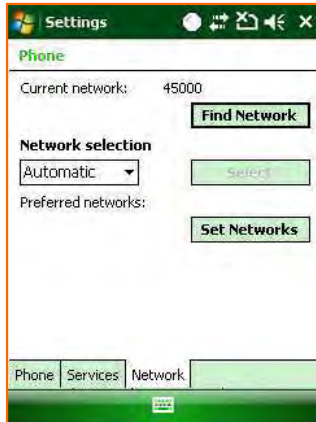 Settings
Phone
Current network: 45000
Find Network
Network selection
Automatic Select
Preferred networks:
Set Networks
Phone Services Network